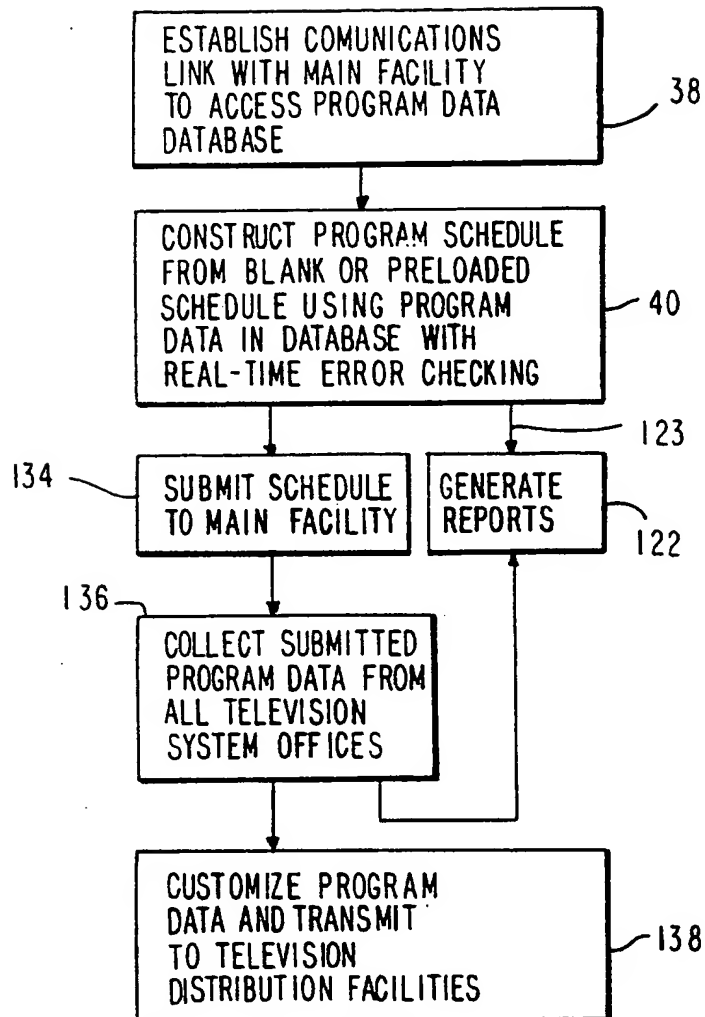 ESTABLISH COMUNICATIONS
LINK WITH MAIN FACILITY
TO ACCESS PROGRAM DATA
DATABASE
38
CONSTRUCT PROGRAM SCHEDULE
FROM BLANK OR PRELOADED
SCHEDULE USING PROGRAM
DATA IN DATABASE WITH
REAL-TIME ERROR CHECKING
40
123
134
SUBMIT SCHEDULE
TO MAIN FACILITY
GENERATE
REPORTS
122
136
COLLECT SUBMITTED
PROGRAM DATA FROM
ALL TELEVISION
SYSTEM OFFICES
CUSTOMIZE PROGRAM
DATA AND TRANSMIT
TO TELEVISION
DISTRIBUTION FACILITIES
138